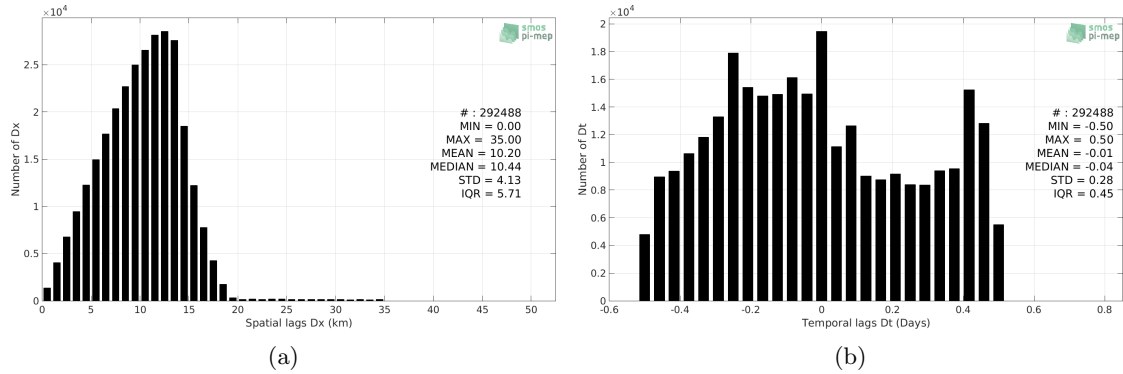 ×10⁴
smos
pi-mep
2.5
2
1.5
1
0.5
0
Number of Dx
# : 292488
MIN = 0.00
MAX = 35.00
MEAN = 10.20
MEDIAN = 10.44
STD = 4.13
IQR = 5.71
0 5 10 15 20 25 30 35 40 45 50
Spatial lags Dx (km)
(a)
×10⁴
smos
pi-mep
2
1.8
1.6
1.4
1.2
1
0.8
0.6
0.4
0.2
0
Number of Dt
# : 292488
MIN = -0.50
MAX = 0.50
MEAN = -0.01
MEDIAN = -0.04
STD = 0.28
IQR = 0.45
-0.6 -0.4 -0.2 0 0.2 0.4 0.6 0.8
Temporal lags Dt (Days)
(b)